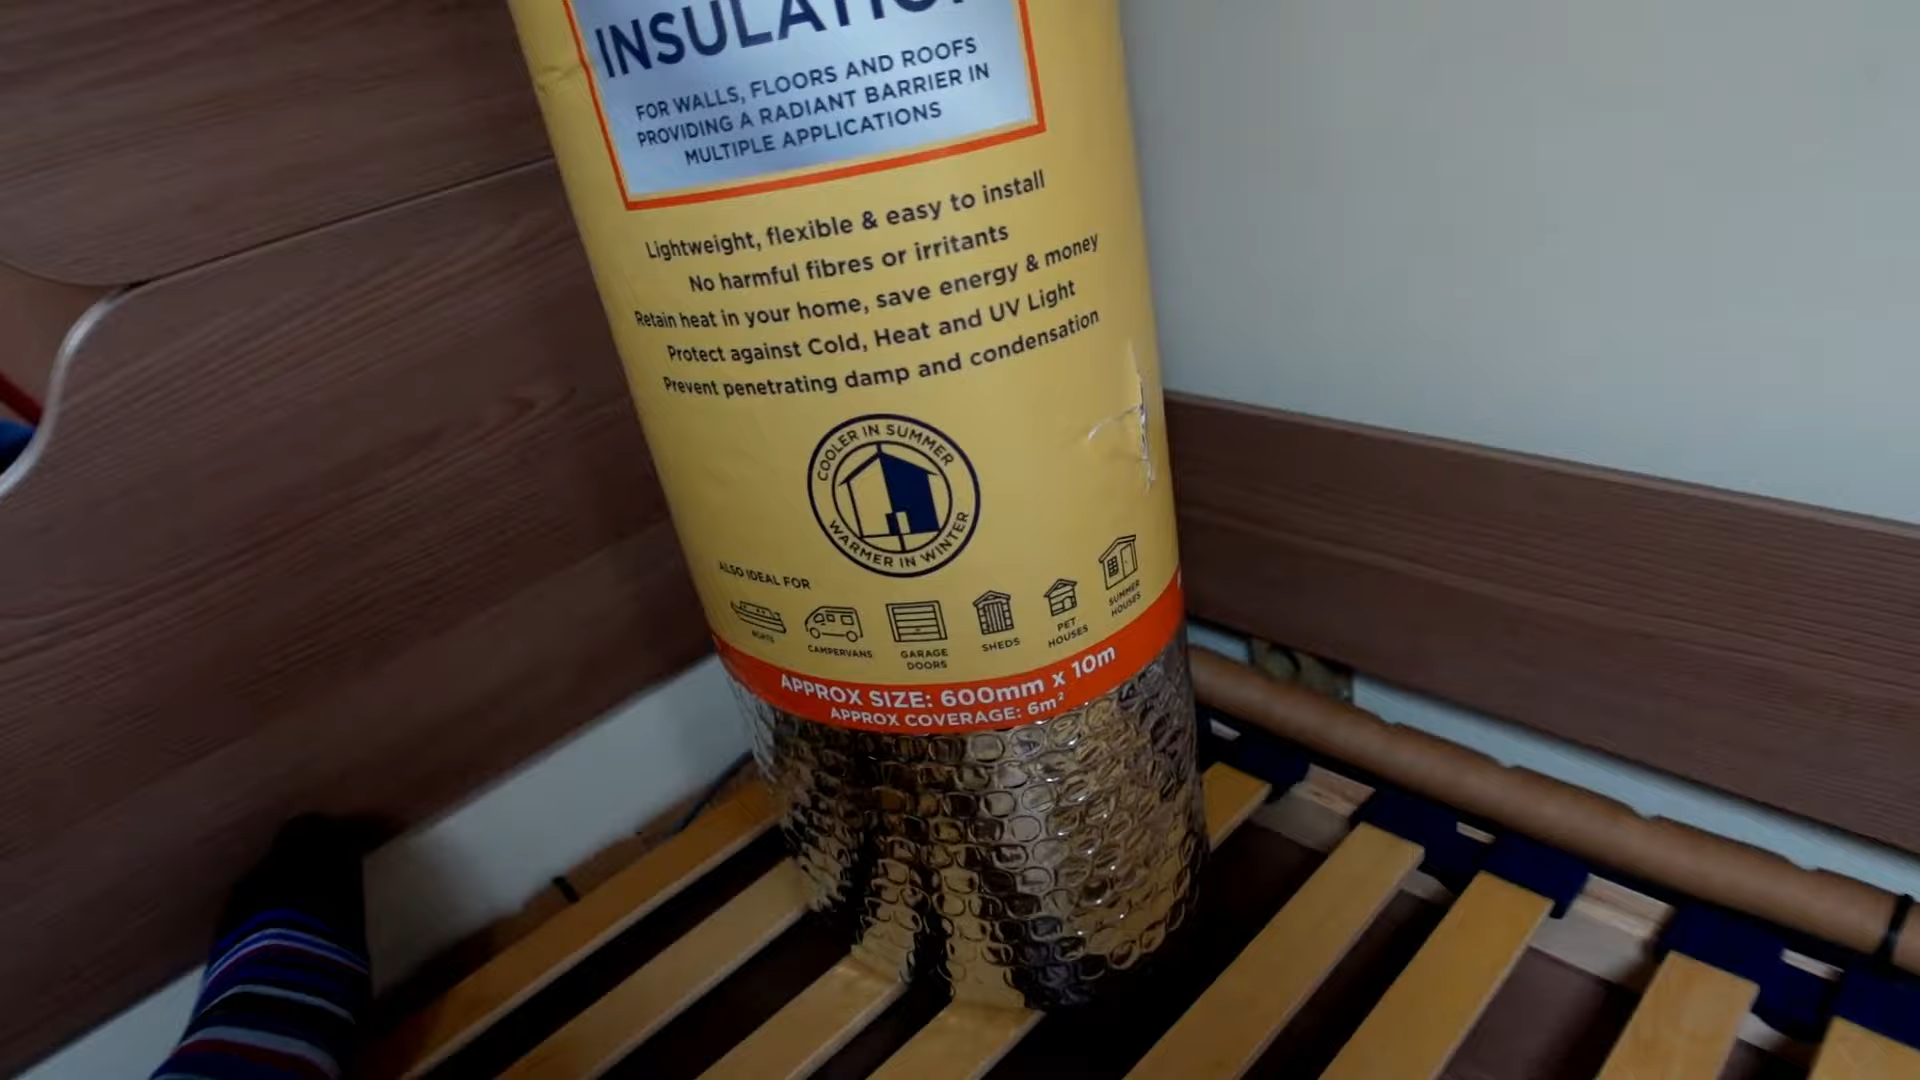 INSULATION
FOR WALLS, FLOORS AND ROOFS
PROVIDING A RADIANT BARRIER IN
MULTIPLE APPLICATIONS
Lightweight, flexible & easy to install
No harmful fibres or irritants
Retain heat in your home, save energy & money
Protect against Cold, Heat and UV Light
Prevent penetrating damp and condensation
COOLER IN SUMMER
WARMER IN WINTER
ALSO IDEAL FOR
BOATS
CAMPERVANS
GARAGE
DOORS
SHEDS
PET
HOUSES
SUMMER
HOUSES
APPROX SIZE: 600mm x 10m
APPROX COVERAGE: 6m²